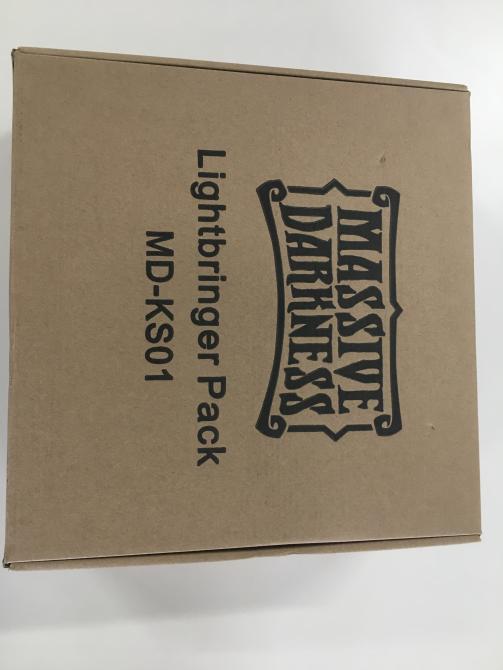 MASSIVE
DARKNESS
Lightbringer Pack
MD-KS01